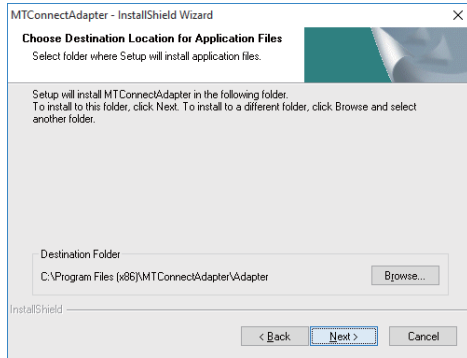 MTConnectAdapter - InstallShield Wizard
Choose Destination Location for Application Files
Select folder where Setup will install application files.
Setup will install MTConnectAdapter in the following folder.
To install to this folder, click Next. To install to a different folder, click Browse and select
another folder.
Destination Folder
C:\Program Files (x86)\MTConnectAdapter\Adapter
Browse...
InstallShield
< Back
Next >
Cancel